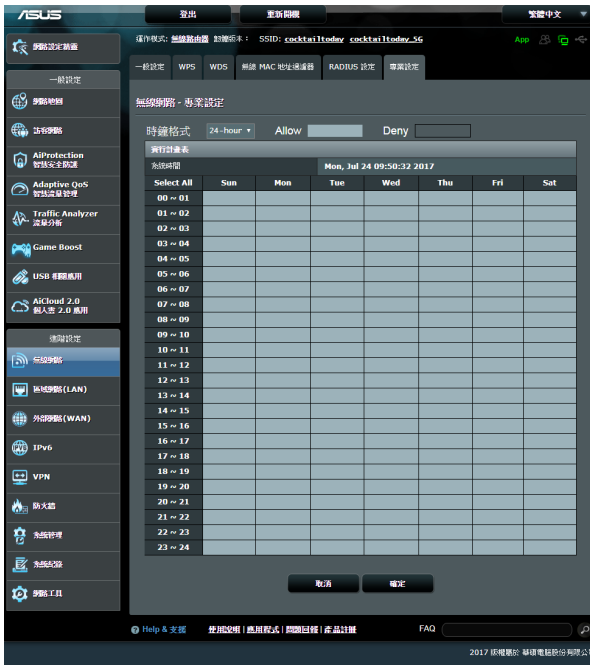 ASUS 登出 重新開機 繁體中文
運作模式: 無線路由器 韌體版本: SSID: cocktailtoday cocktailtoday_5G App
網路設定精靈
一般設定 WPS WDS 無線 MAC 地址過濾器 RADIUS 設定 專業設定
一般設定
網路地圖
訪客網路
AiProtection
智慧安全防護
Adaptive QoS
智慧流量管理
Traffic Analyzer
流量分析
Game Boost
USB 相關應用
AiCloud 2.0
個人雲 2.0 應用
進階設定
無線網路
區域網路(LAN)
外部網路(WAN)
IPv6
VPN
防火牆
系統管理
系統紀錄
網路工具
無線網路 - 專業設定
時鐘格式 24-hour Allow Deny
實行計畫表
系統時間 Mon, Jul 24 09:50:32 2017
Select All Sun Mon Tue Wed Thu Fri Sat
00 ~ 01
01 ~ 02
02 ~ 03
03 ~ 04
04 ~ 05
05 ~ 06
06 ~ 07
07 ~ 08
08 ~ 09
09 ~ 10
10 ~ 11
11 ~ 12
12 ~ 13
13 ~ 14
14 ~ 15
15 ~ 16
16 ~ 17
17 ~ 18
18 ~ 19
19 ~ 20
20 ~ 21
21 ~ 22
22 ~ 23
23 ~ 24
取消 確定
Help & 支援 使用說明 | 應用程式 | 問題回報 | 產品註冊 FAQ
2017 版權屬於 華碩電腦股份有限公